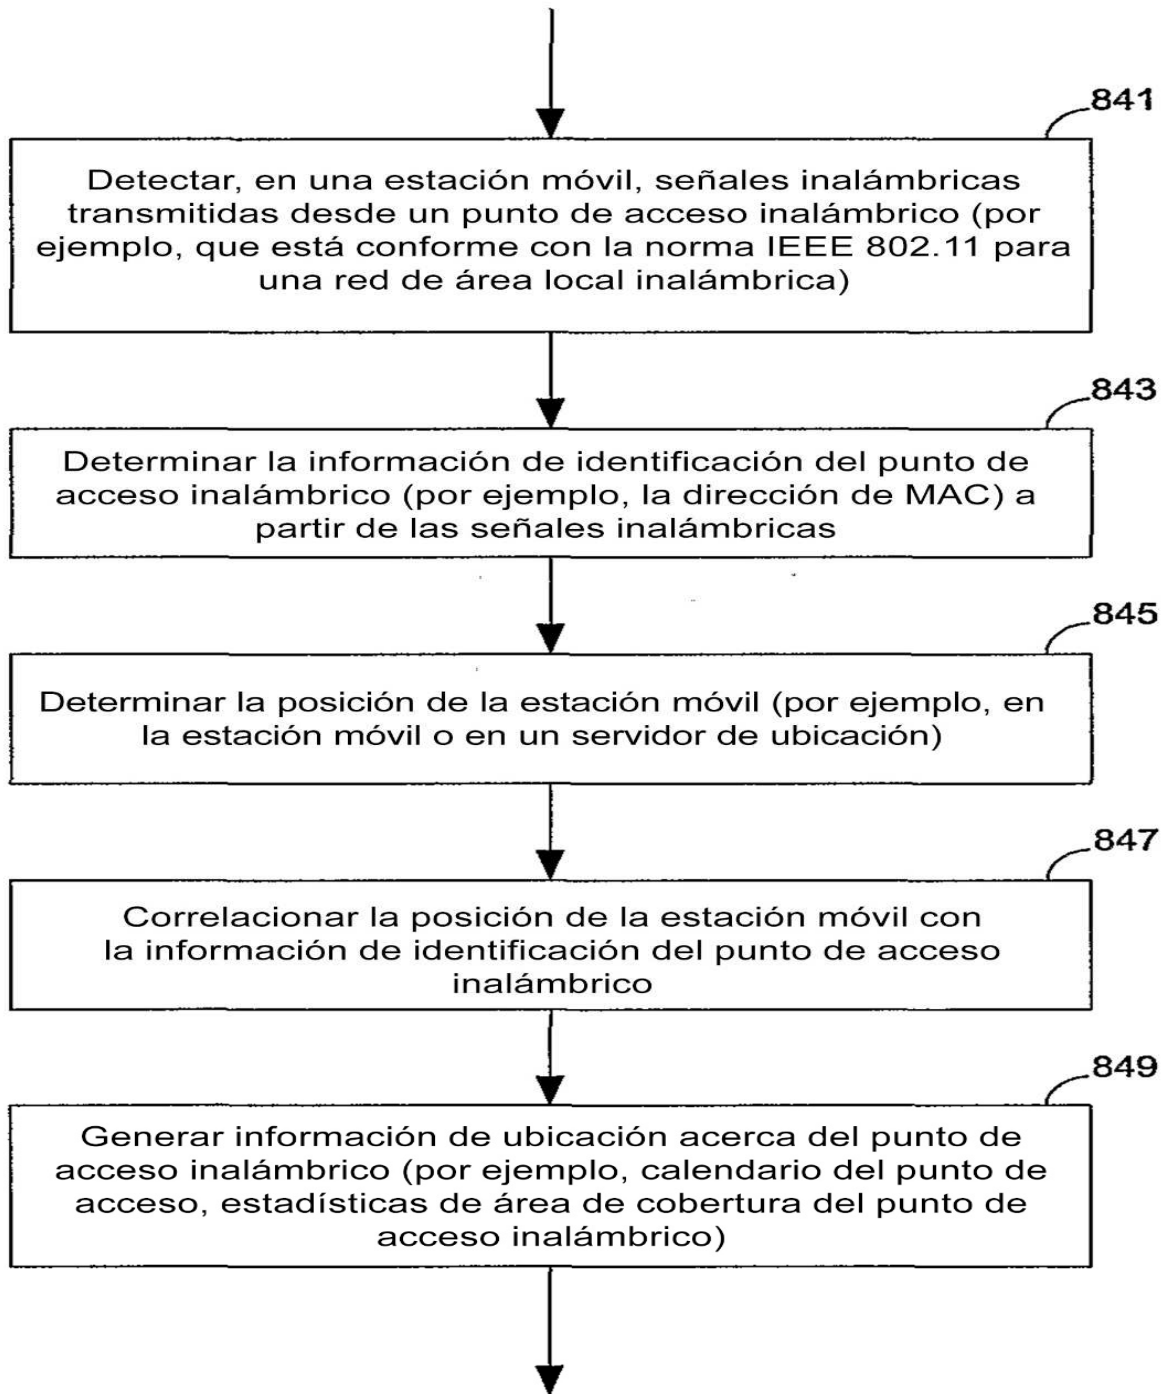 841
Detectar, en una estación móvil, señales inalámbricas
transmitidas desde un punto de acceso inalámbrico (por
ejemplo, que está conforme con la norma IEEE 802.11 para
una red de área local inalámbrica)
843
Determinar la información de identificación del punto de
acceso inalámbrico (por ejemplo, la dirección de MAC) a
partir de las señales inalámbricas
845
Determinar la posición de la estación móvil (por ejemplo, en
la estación móvil o en un servidor de ubicación)
847
Correlacionar la posición de la estación móvil con
la información de identificación del punto de acceso
inalámbrico
849
Generar información de ubicación acerca del punto de
acceso inalámbrico (por ejemplo, calendario del punto de
acceso, estadísticas de área de cobertura del punto de
acceso inalámbrico)